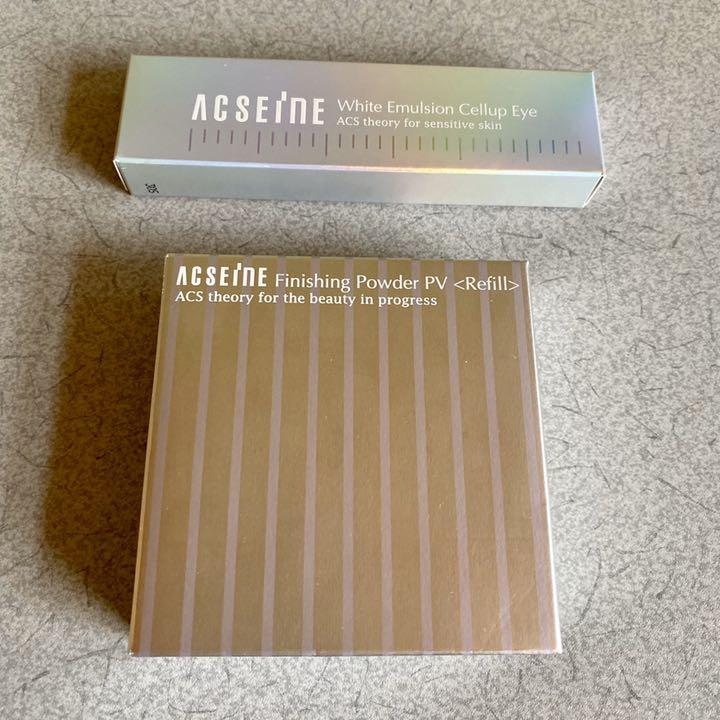 ACSEINE White Emulsion Cellup Eye
ACS theory for sensitive skin
ACSEINE Finishing Powder PV <Refill>
ACS theory for the beauty in progress